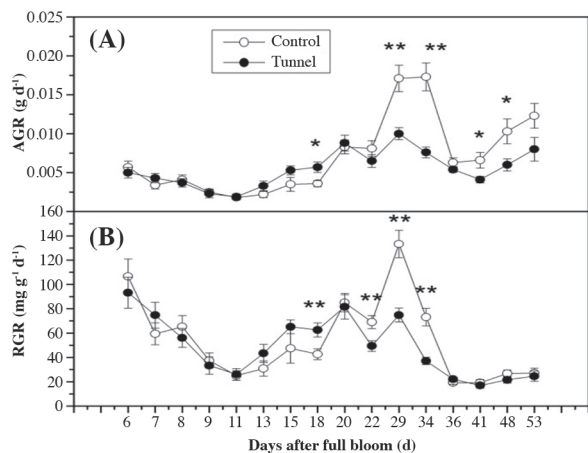 0.025
(A)
Control
Tunnel
0.020
0.015
0.010
0.005
AGR (g d⁻¹)
** **
*
*
*
160
(B)
140
120
100
80
60
40
20
0
RGR (mg g⁻¹ d⁻¹)
**
**
**
**
6 7 8 9 11 13 15 18 20 22 29 34 36 41 48 53
Days after full bloom (d)